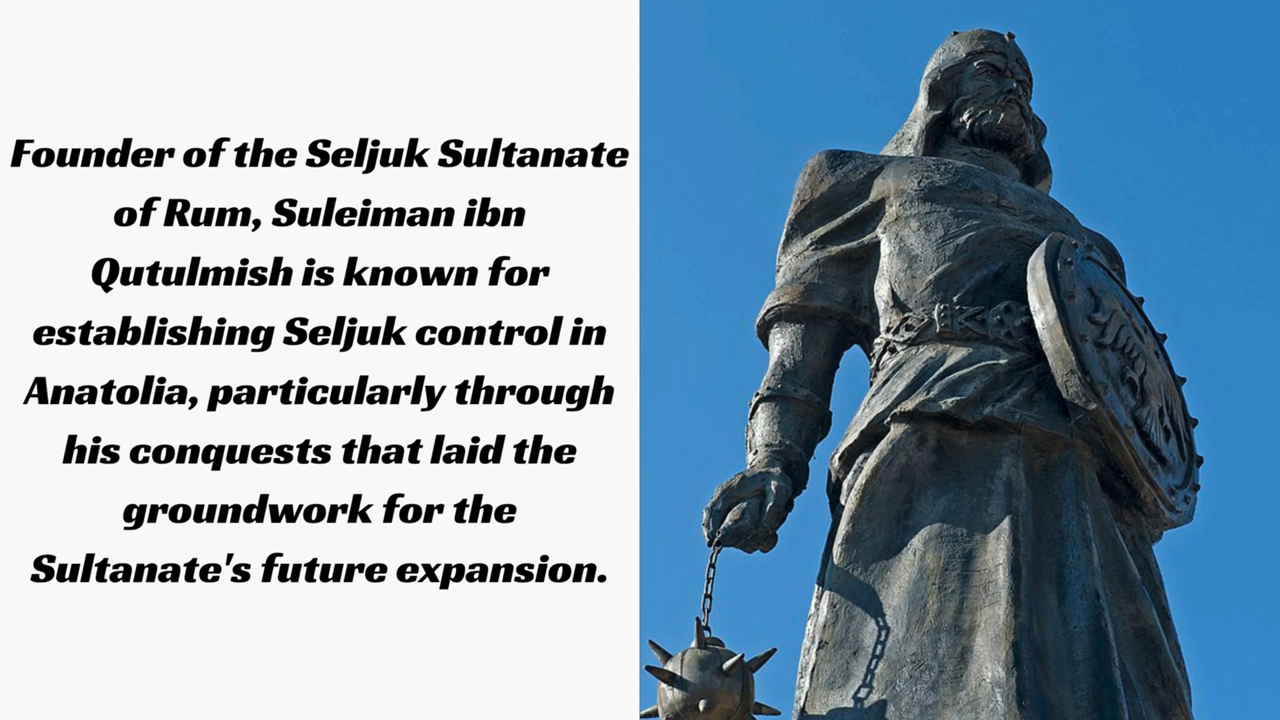 Founder of the Seljuk Sultanate
of Rum, Suleiman ibn
Qutulmish is known for
establishing Seljuk control in
Anatolia, particularly through
his conquests that laid the
groundwork for the
Sultanate's future expansion.